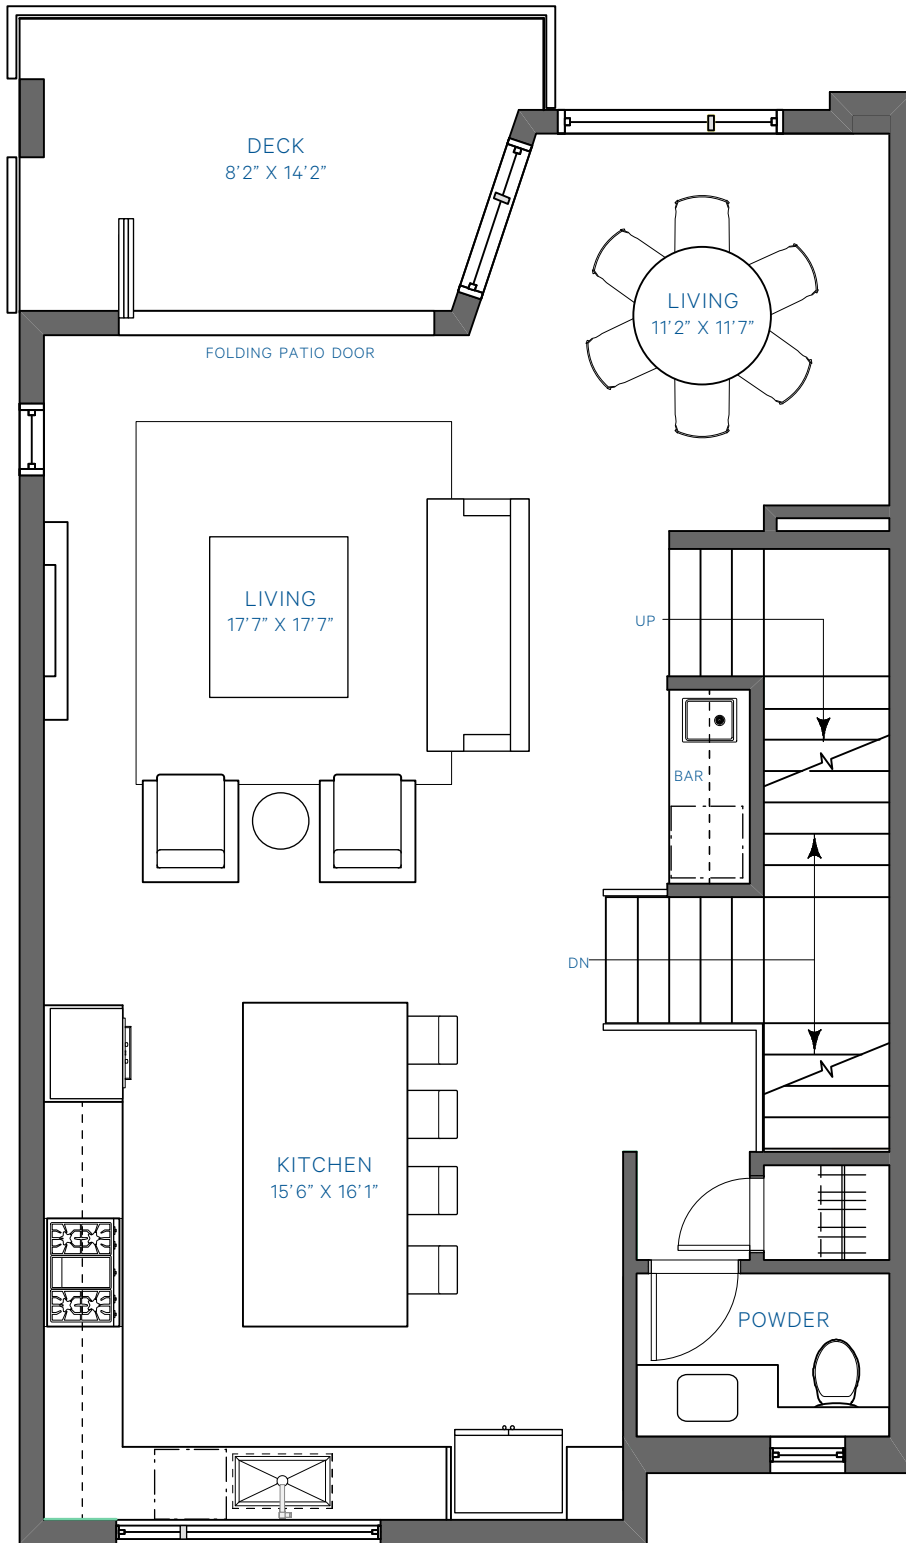 DECK
8’2” X 14’2”
LIVING
11’2” X 11’7”
FOLDING PATIO DOOR
LIVING
17’7” X 17’7”
UP
BAR
DN
KITCHEN
15’6” X 16’1”
POWDER